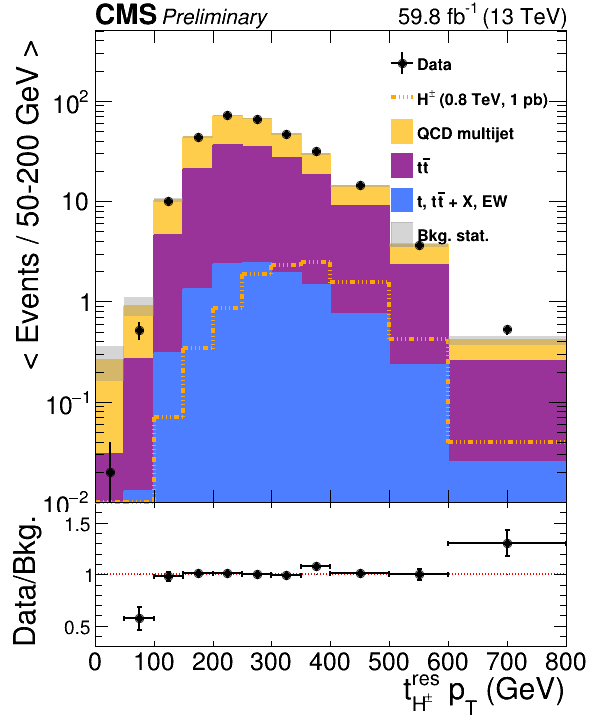 CMS Preliminary 59.8 fb⁻¹ (13 TeV)
< Events / 50-200 GeV >
10²
10
1
10⁻¹
10⁻²
Data
H± (0.8 TeV, 1 pb)
QCD multijet
tt̄
t, tt̄ + X, EW
Bkg. stat.
Data/Bkg.
1.5
1
0.5
0 100 200 300 400 500 600 700 800
t_H±^res p_T (GeV)